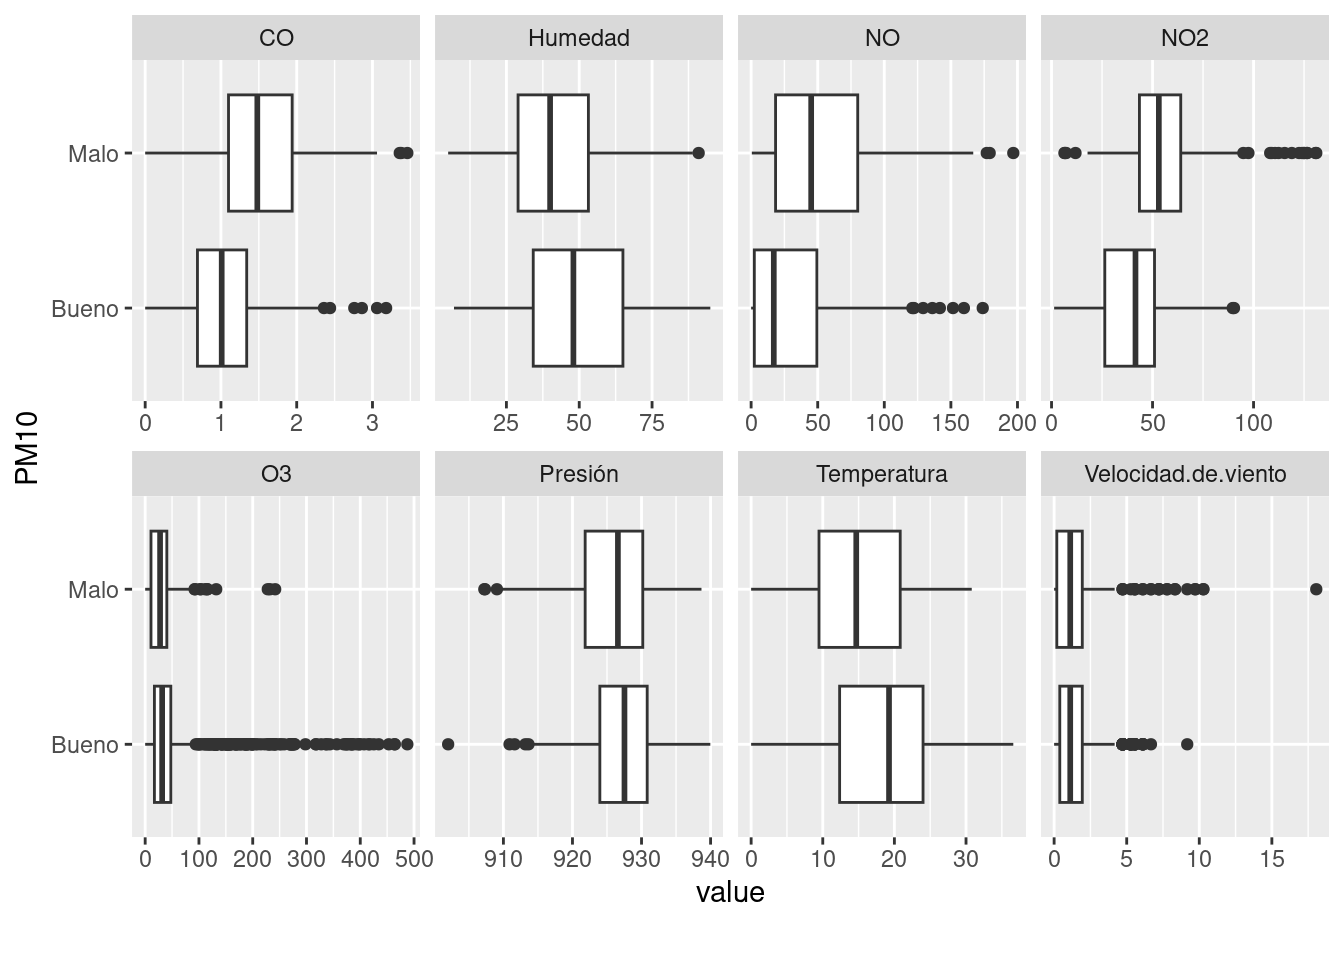 CO Humedad NO NO2
Malo
Bueno
0 1 2 3 25 50 75 0 50 100 150 200 0 50 100
PM10
O3 Presión Temperatura Velocidad.de.viento
Malo
Bueno
0 100 200 300 400 500 910 920 930 940 0 10 20 30 0 5 10 15
value